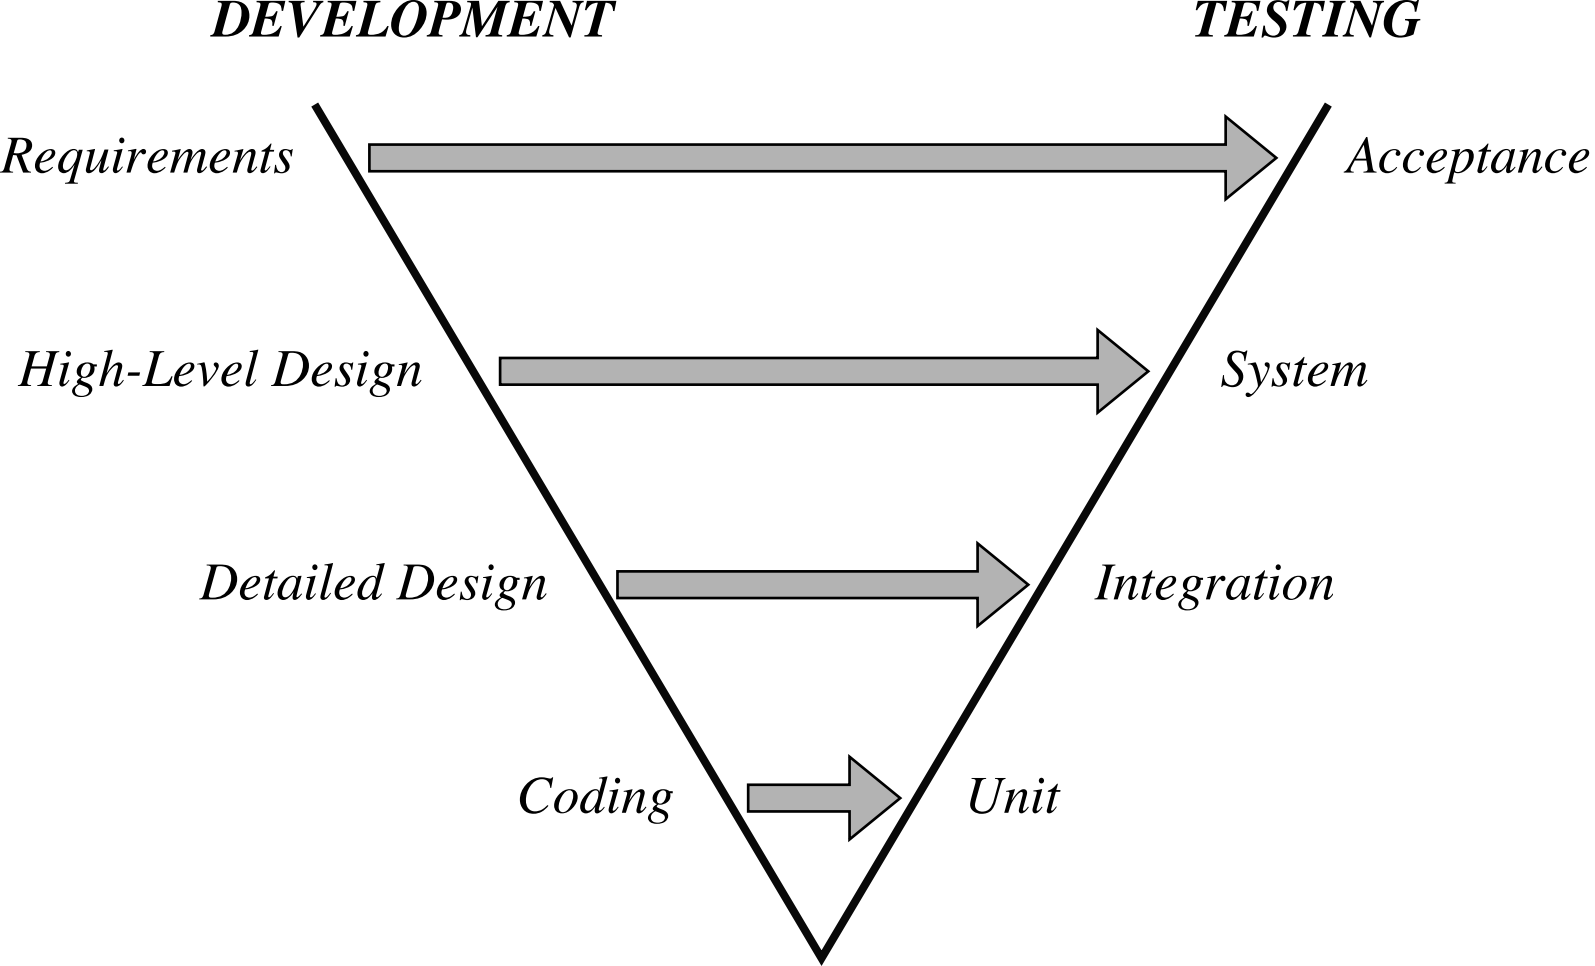 DEVELOPMENT TESTING
Requirements Acceptance
High-Level Design System
Detailed Design Integration
Coding Unit